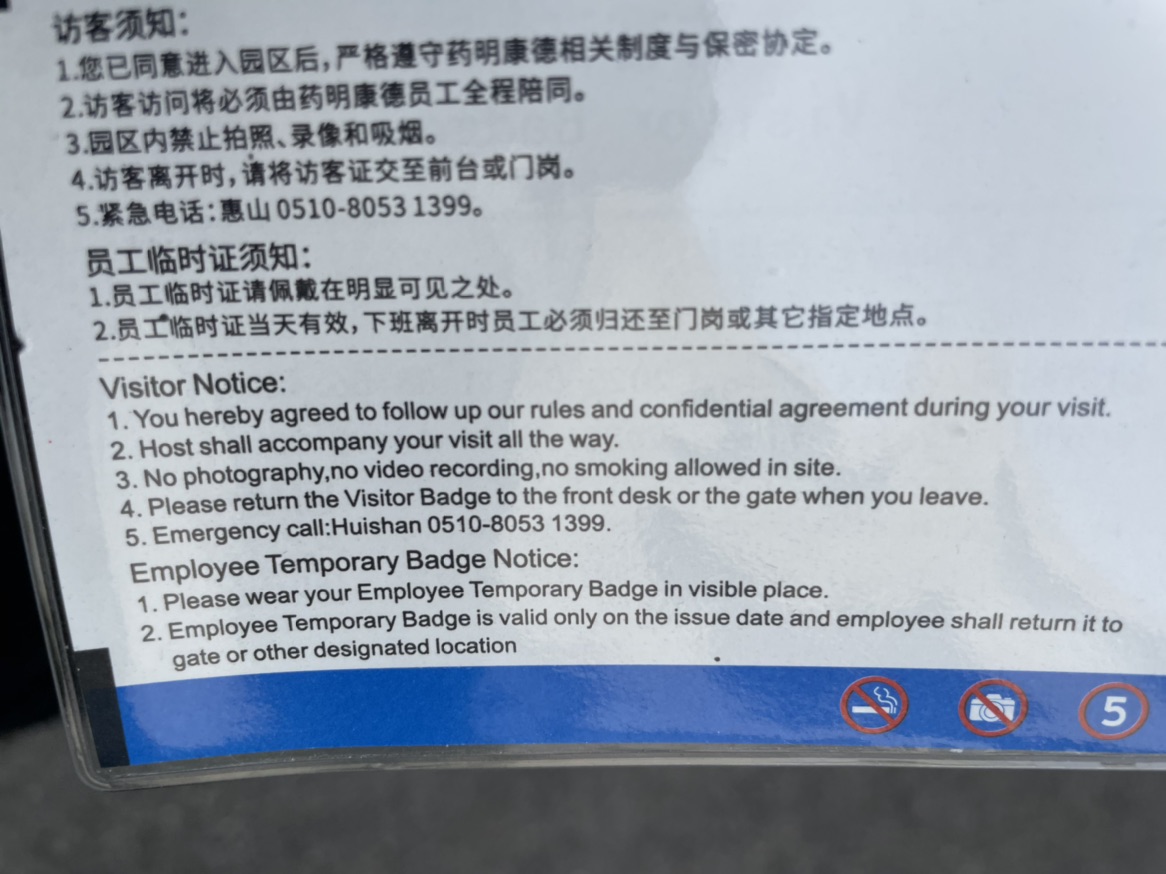 访客须知：
1.您已同意进入园区后，严格遵守药明康德相关制度与保密协定。
2.访客访问将必须由药明康德员工全程陪同。
3.园区内禁止拍照、录像和吸烟。
4.访客离开时，请将访客证交至前台或门岗。
5.紧急电话：惠山 0510-8053 1399。
员工临时证须知：
1.员工临时证请佩戴在明显可见之处。
2.员工临时证当天有效，下班离开时员工必须归还至门岗或其它指定地点。
Visitor Notice:
1. You hereby agreed to follow up our rules and confidential agreement during your visit.
2. Host shall accompany your visit all the way.
3. No photography,no video recording,no smoking allowed in site.
4. Please return the Visitor Badge to the front desk or the gate when you leave.
5. Emergency call:Huishan 0510-8053 1399.
Employee Temporary Badge Notice:
1. Please wear your Employee Temporary Badge in visible place.
2. Employee Temporary Badge is valid only on the issue date and employee shall return it to
gate or other designated location
5